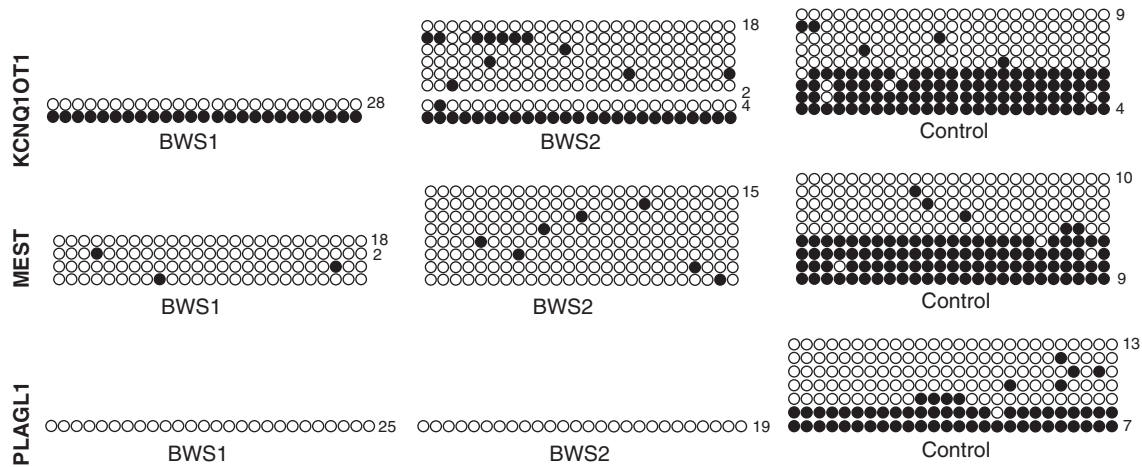 KCNQ1OT1
28
BWS1
18
2
4
BWS2
9
4
Control
MEST
18
2
BWS1
15
BWS2
10
9
Control
PLAGL1
25
BWS1
19
BWS2
13
7
Control